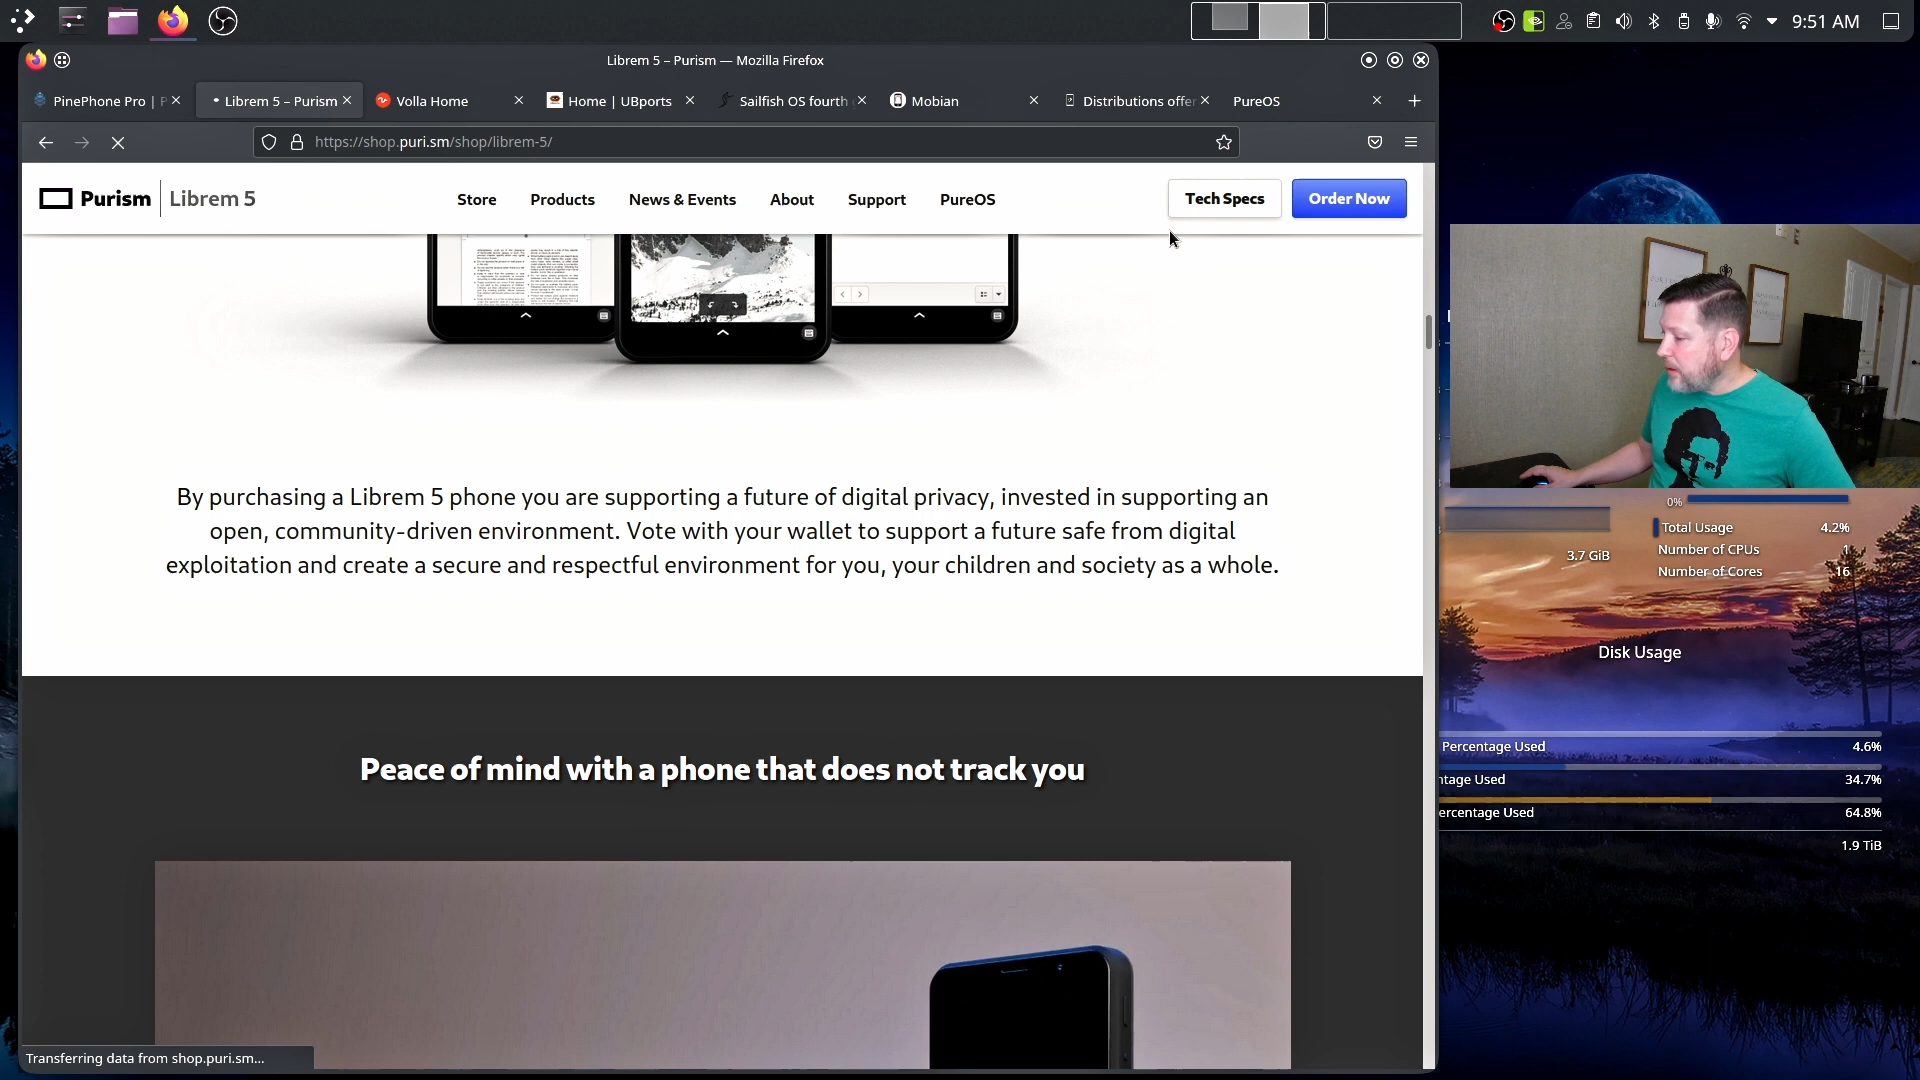 9:51 AM
Librem 5 – Purism — Mozilla Firefox
PinePhone Pro | P
Librem 5 – Purism
Volla Home
Home | UBports
Sailfish OS fourth
Mobian
Distributions offer
PureOS
https://shop.puri.sm/shop/librem-5/
Purism
Librem 5
Store
Products
News & Events
About
Support
PureOS
Tech Specs
Order Now
By purchasing a Librem 5 phone you are supporting a future of digital privacy, invested in supporting an
open, community-driven environment. Vote with your wallet to support a future safe from digital
exploitation and create a secure and respectful environment for you, your children and society as a whole.
Peace of mind with a phone that does not track you
Transferring data from shop.puri.sm...
0%
Total Usage 4.2%
3.7 GiB
Number of CPUs 1
Number of Cores 16
Disk Usage
Percentage Used 4.6%
ntage Used 34.7%
ercentage Used 64.8%
1.9 TiB